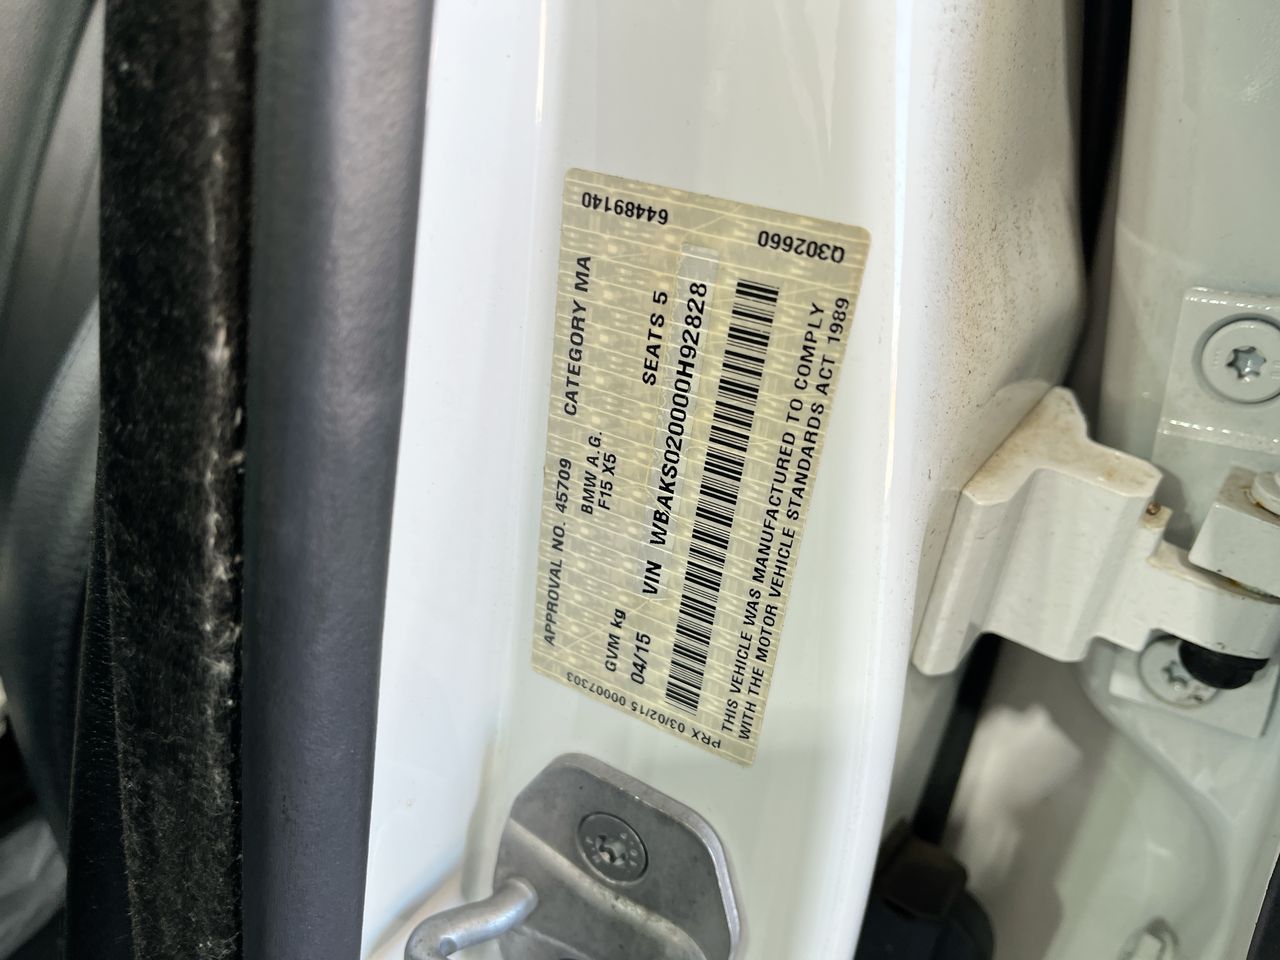 APPROVAL NO. 45709 CATEGORY MA
BMW A.G.
F15 X5
GVM kg
04/15 SEATS 5
VIN WBAKS020000H92828
THIS VEHICLE WAS MANUFACTURED TO COMPLY
WITH THE MOTOR VEHICLE STANDARDS ACT 1989
64489140
Q302660
PRX 03/02/15 00007303